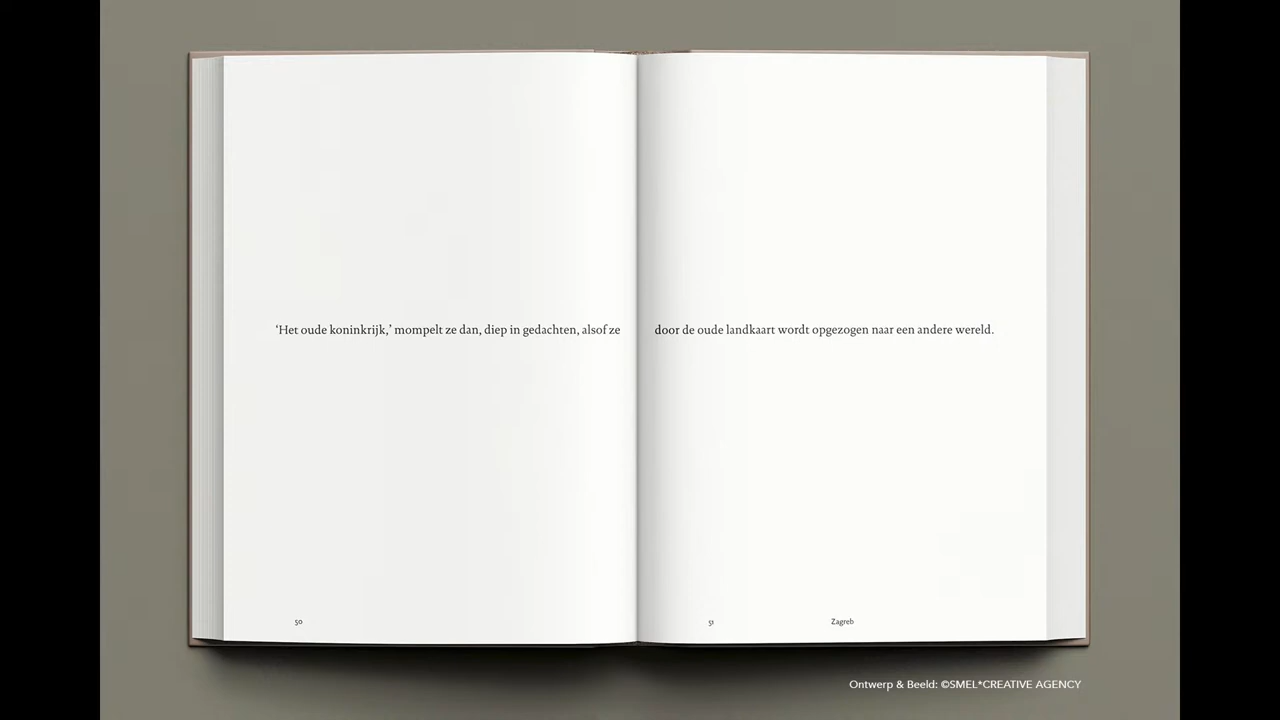 ‘Het oude koninkrijk,’ mompelt ze dan, diep in gedachten, alsof ze door de oude landkaart wordt opgezogen naar een andere wereld.
50
51 Zagreb
Ontwerp & Beeld: ©SMEL*CREATIVE AGENCY